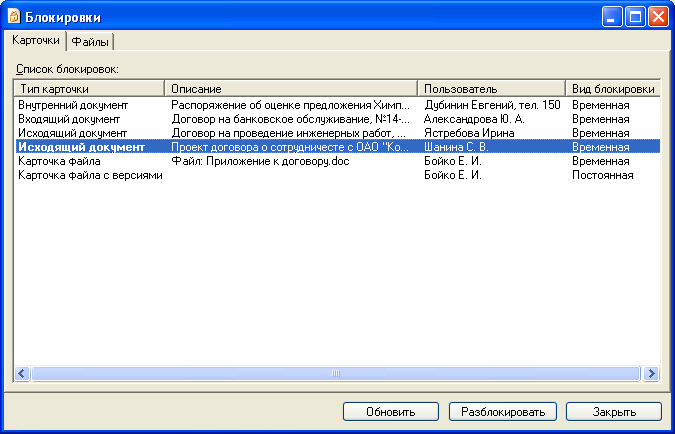 Блокировки
Карточки Файлы
Список блокировок:
Тип карточки Описание Пользователь Вид блокировки
Внутренний документ Распоряжение об оценке предложения Химп... Дубинин Евгений, тел. 150 Временная
Входящий документ Договор на банковское обслуживание, №14-... Александрова Ю. А. Временная
Исходящий документ Договор на проведение инженерных работ, ... Ястребова Ирина Временная
Исходящий документ Проект договора о сотрудничесте с ОАО "Ко... Шанина С. В. Временная
Карточка файла Файл: Приложение к договору.doc Бойко Е. И. Временная
Карточка файла с версиями Бойко Е. И. Постоянная
Обновить Разблокировать Закрыть